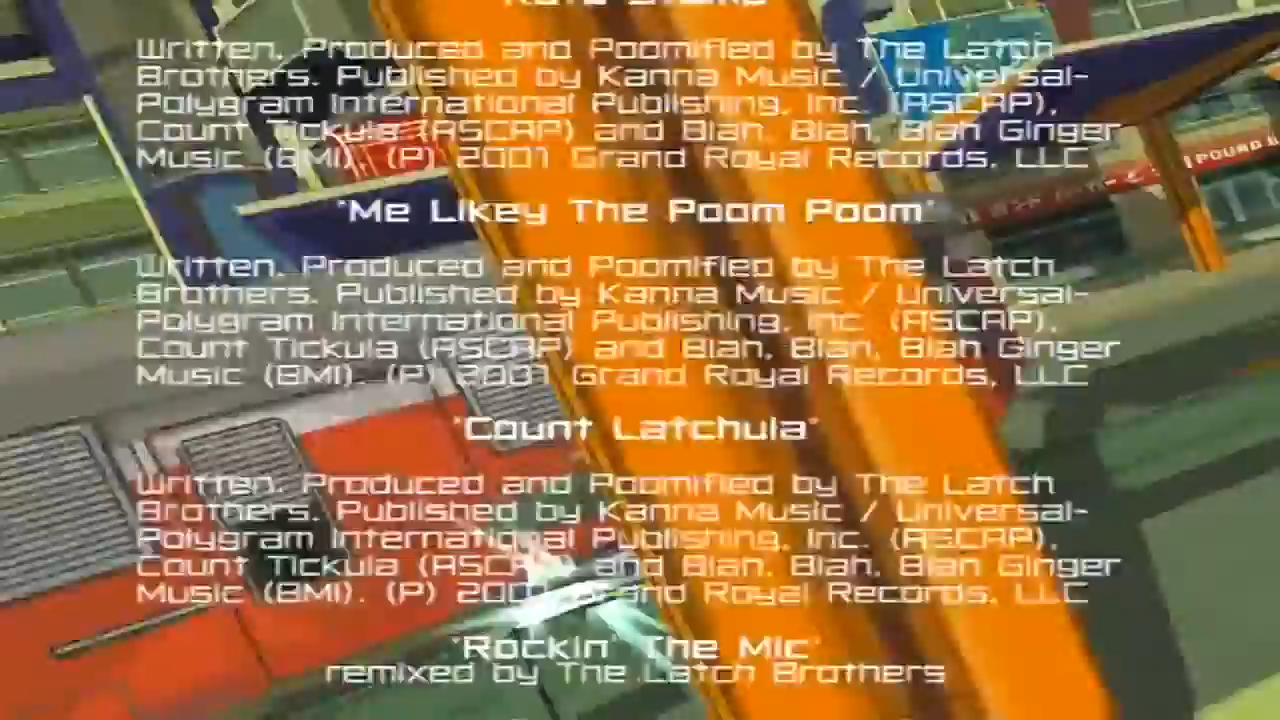 Written, Produced and Poomified by The Latch
Brothers. Published by Kanna Music / Universal-
Polygram International Publishing, Inc. (ASCAP),
Count Tickula (ASCAP) and Blah, Blah, Blah Ginger
Music (BMI). (P) 2001 Grand Royal Records, LLC
"Me Likey The Poom Poom"
Written, Produced and Poomified by The Latch
Brothers. Published by Kanna Music / Universal-
Polygram International Publishing, Inc. (ASCAP),
Count Tickula (ASCAP) and Blah, Blah, Blah Ginger
Music (BMI). (P) 2001 Grand Royal Records, LLC
"Count Latchula"
Written, Produced and Poomified by The Latch
Brothers. Published by Kanna Music / Universal-
Polygram International Publishing, Inc. (ASCAP),
Count Tickula (ASCAP) and Blah, Blah, Blah Ginger
Music (BMI). (P) 2001 Grand Royal Records, LLC
"Rockin' The Mic"
remixed by The Latch Brothers
POUND